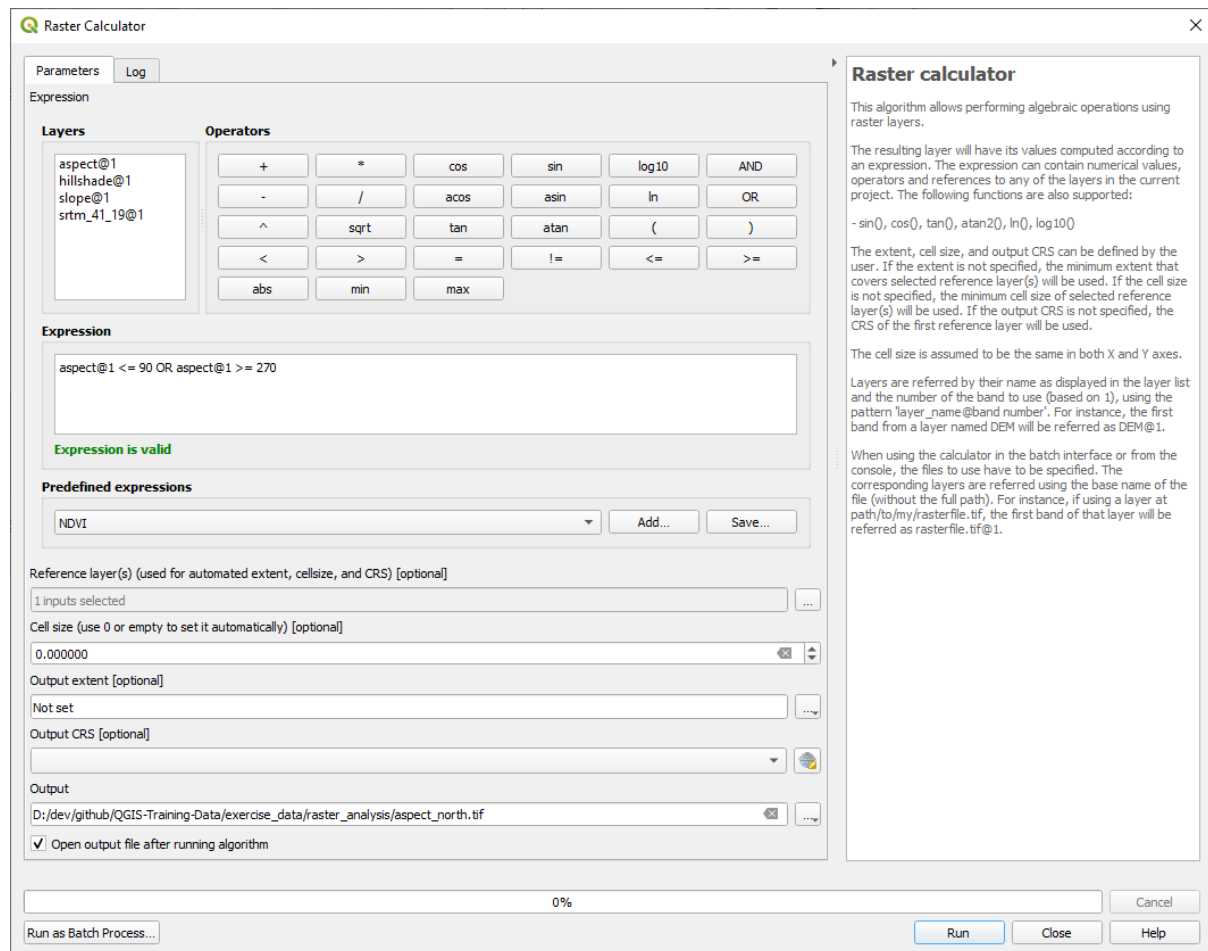 Raster Calculator
Parameters
Log
Expression
Layers
Operators
aspect@1
hillshade@1
slope@1
srtm_41_19@1
+
*
cos
sin
log10
AND
-
/
acos
asin
ln
OR
^
sqrt
tan
atan
(
)
<
>
=
!=
<=
>=
abs
min
max
Expression
aspect@1 <= 90 OR aspect@1 >= 270
Expression is valid
Predefined expressions
NDVI
Add...
Save...
Reference layer(s) (used for automated extent, cellsize, and CRS) [optional]
1 inputs selected
...
Cell size (use 0 or empty to set it automatically) [optional]
0.000000
Output extent [optional]
Not set
...
Output CRS [optional]
Output
D:/dev/github/QGIS-Training-Data/exercise_data/raster_analysis/aspect_north.tif
...
Open output file after running algorithm
Raster calculator
This algorithm allows performing algebraic operations using
raster layers.
The resulting layer will have its values computed according to
an expression. The expression can contain numerical values,
operators and references to any of the layers in the current
project. The following functions are also supported:
- sin(), cos(), tan(), atan2(), ln(), log10()
The extent, cell size, and output CRS can be defined by the
user. If the extent is not specified, the minimum extent that
covers selected reference layer(s) will be used. If the cell size
is not specified, the minimum cell size of selected reference
layer(s) will be used. If the output CRS is not specified, the
CRS of the first reference layer will be used.
The cell size is assumed to be the same in both X and Y axes.
Layers are referred by their name as displayed in the layer list
and the number of the band to use (based on 1), using the
pattern 'layer_name@band number'. For instance, the first
band from a layer named DEM will be referred as DEM@1.
When using the calculator in the batch interface or from the
console, the files to use have to be specified. The
corresponding layers are referred using the base name of the
file (without the full path). For instance, if using a layer at
path/to/my/rasterfile.tif, the first band of that layer will be
referred as rasterfile.tif@1.
0%
Cancel
Run as Batch Process...
Run
Close
Help